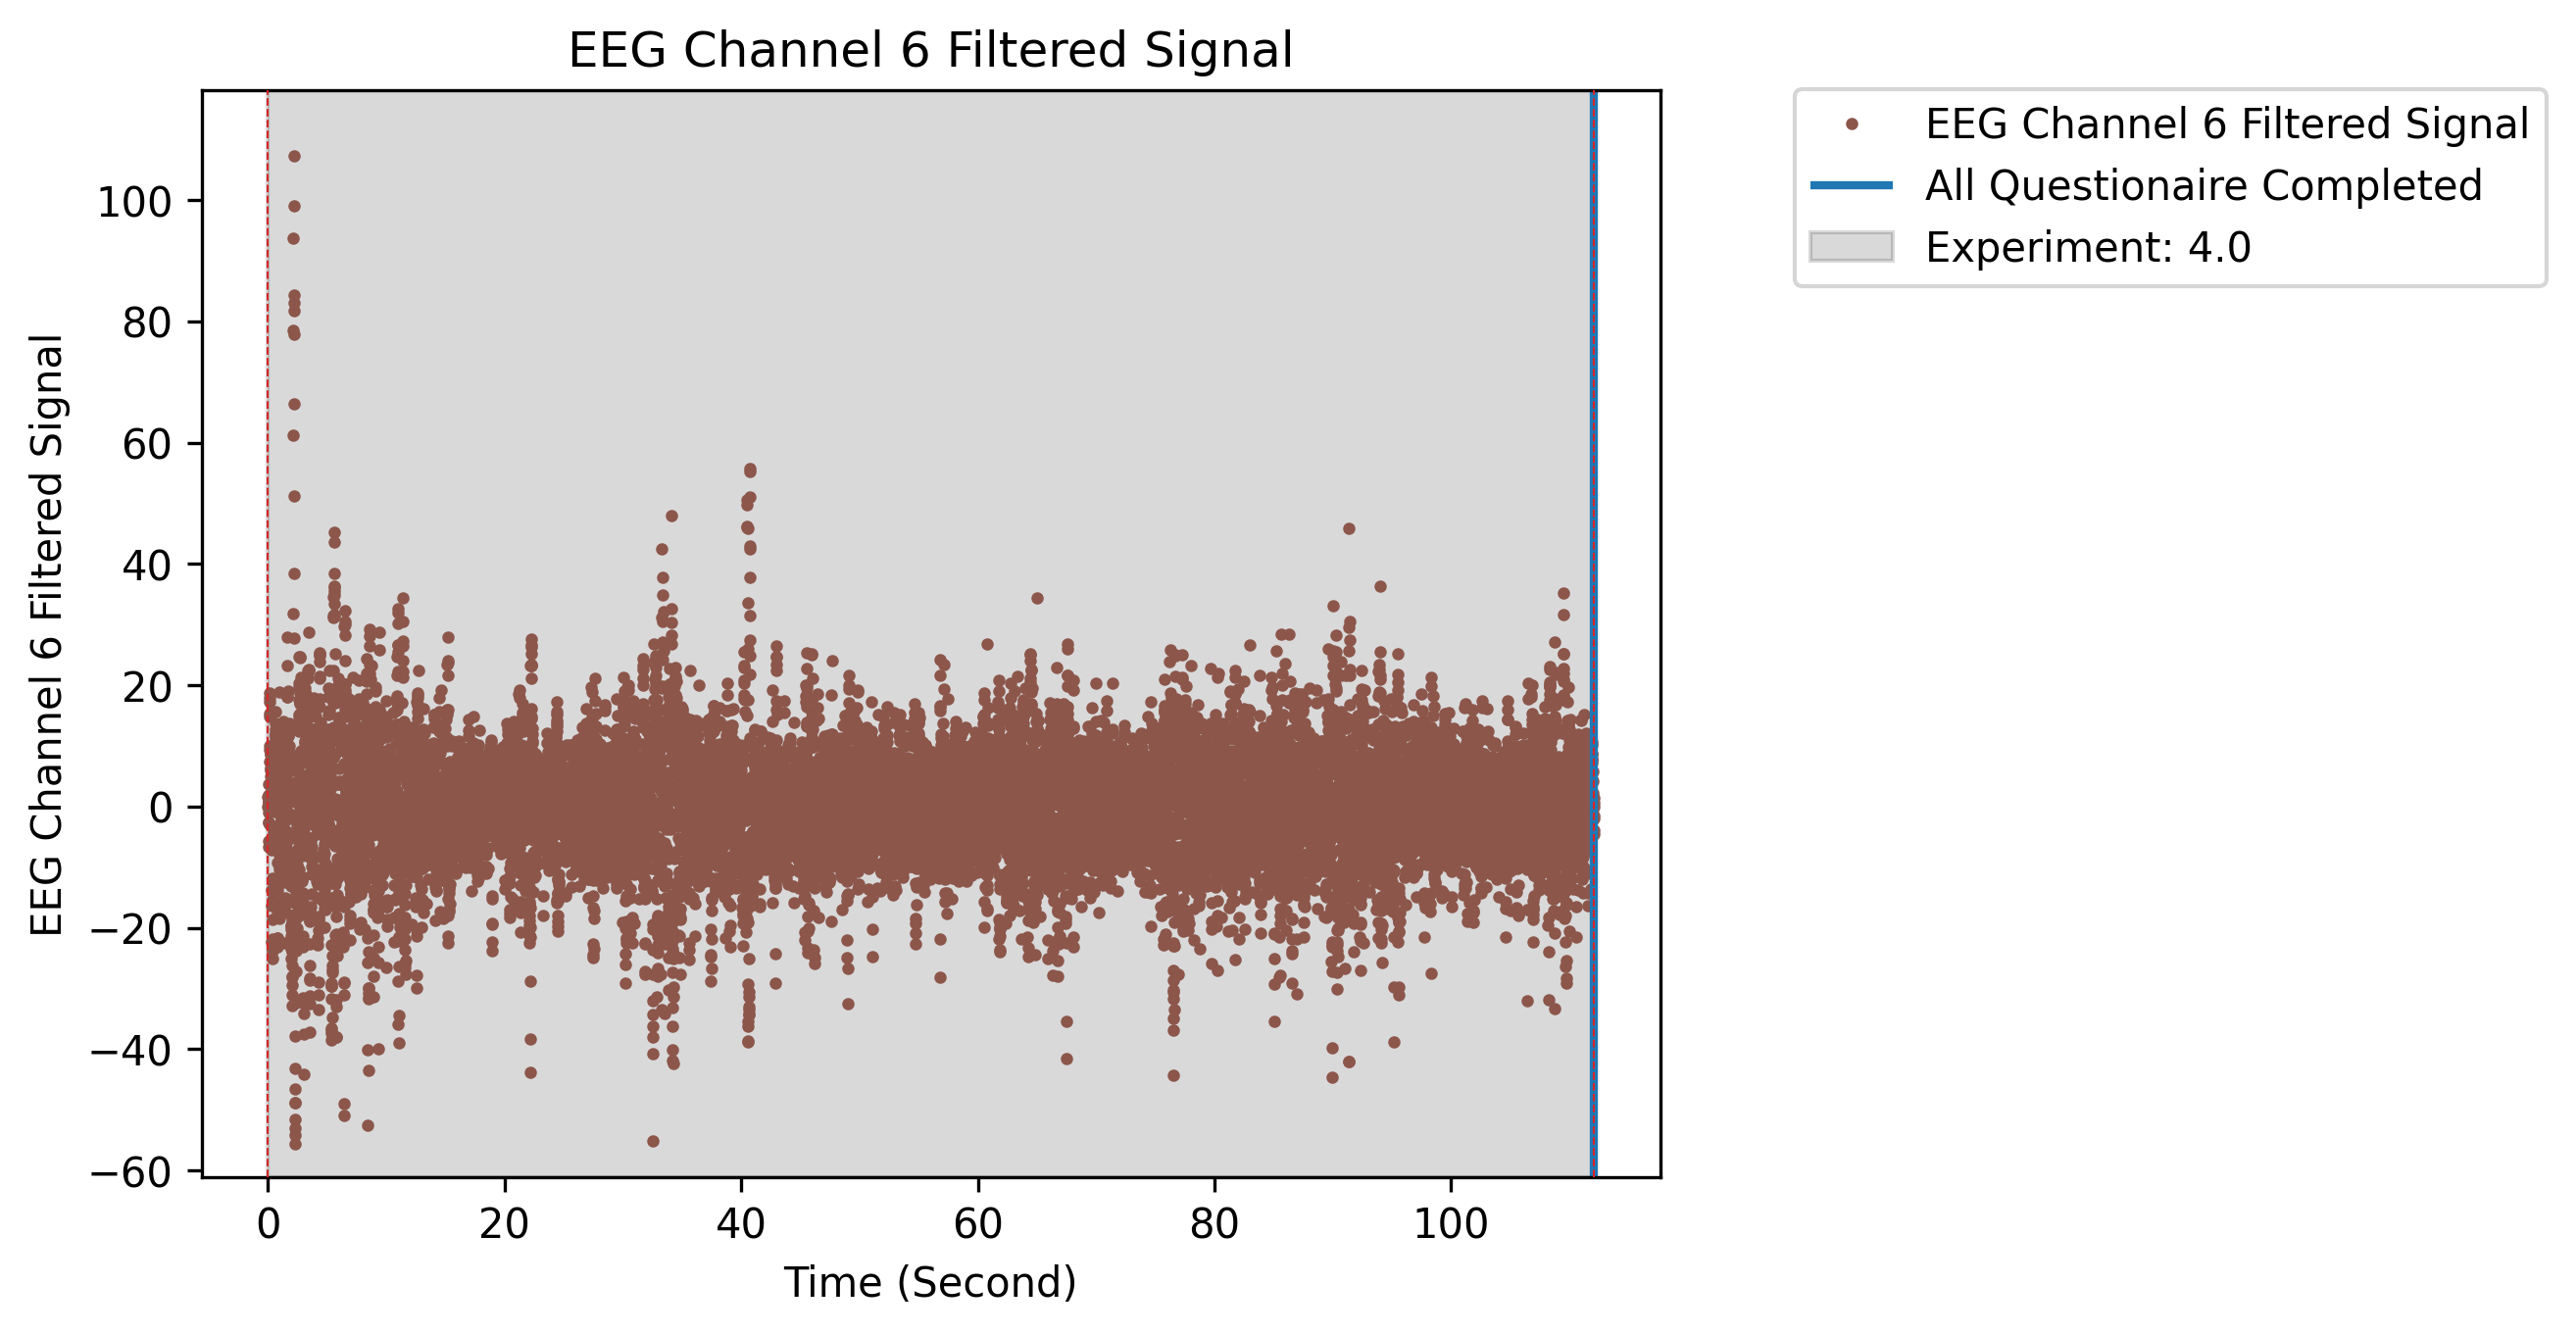 EEG Channel 6 Filtered Signal
EEG Channel 6 Filtered Signal
All Questionaire Completed
Experiment: 4.0
EEG Channel 6 Filtered Signal
100
80
60
40
20
0
−20
−40
−60
0 20 40 60 80 100
Time (Second)